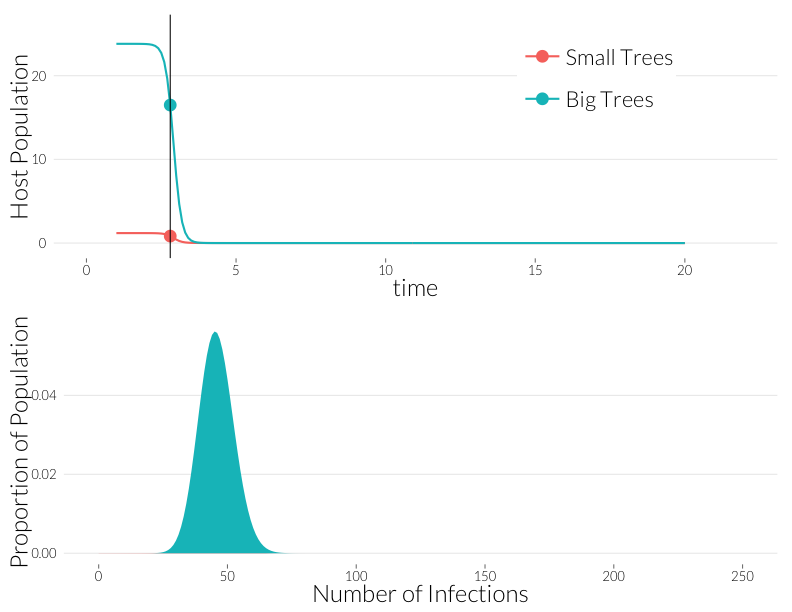 Host Population
20
10
0
Small Trees
Big Trees
0 5 10 15 20
time
Proportion of Population
0.04
0.02
0.00
0 50 100 150 200 250
Number of Infections